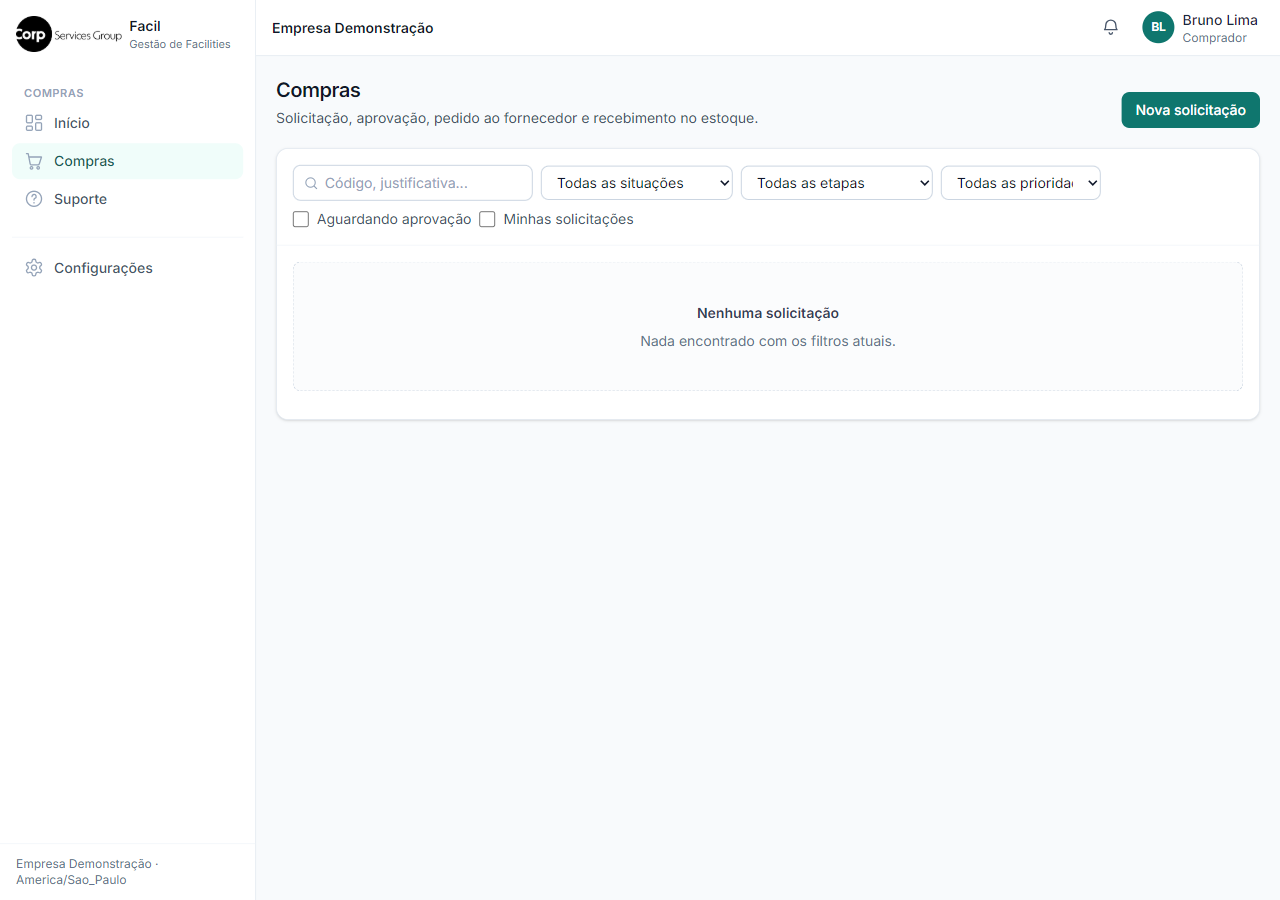 Corp Services Group
Facil
Gestão de Facilities
COMPRAS
Início
Compras
Suporte
Configurações
Empresa Demonstração ·
America/Sao_Paulo
Empresa Demonstração
BL
Bruno Lima
Comprador
Compras
Solicitação, aprovação, pedido ao fornecedor e recebimento no estoque.
Nova solicitação
Código, justificativa...
Todas as situações
Todas as etapas
Todas as priorida
Aguardando aprovação
Minhas solicitações
Nenhuma solicitação
Nada encontrado com os filtros atuais.